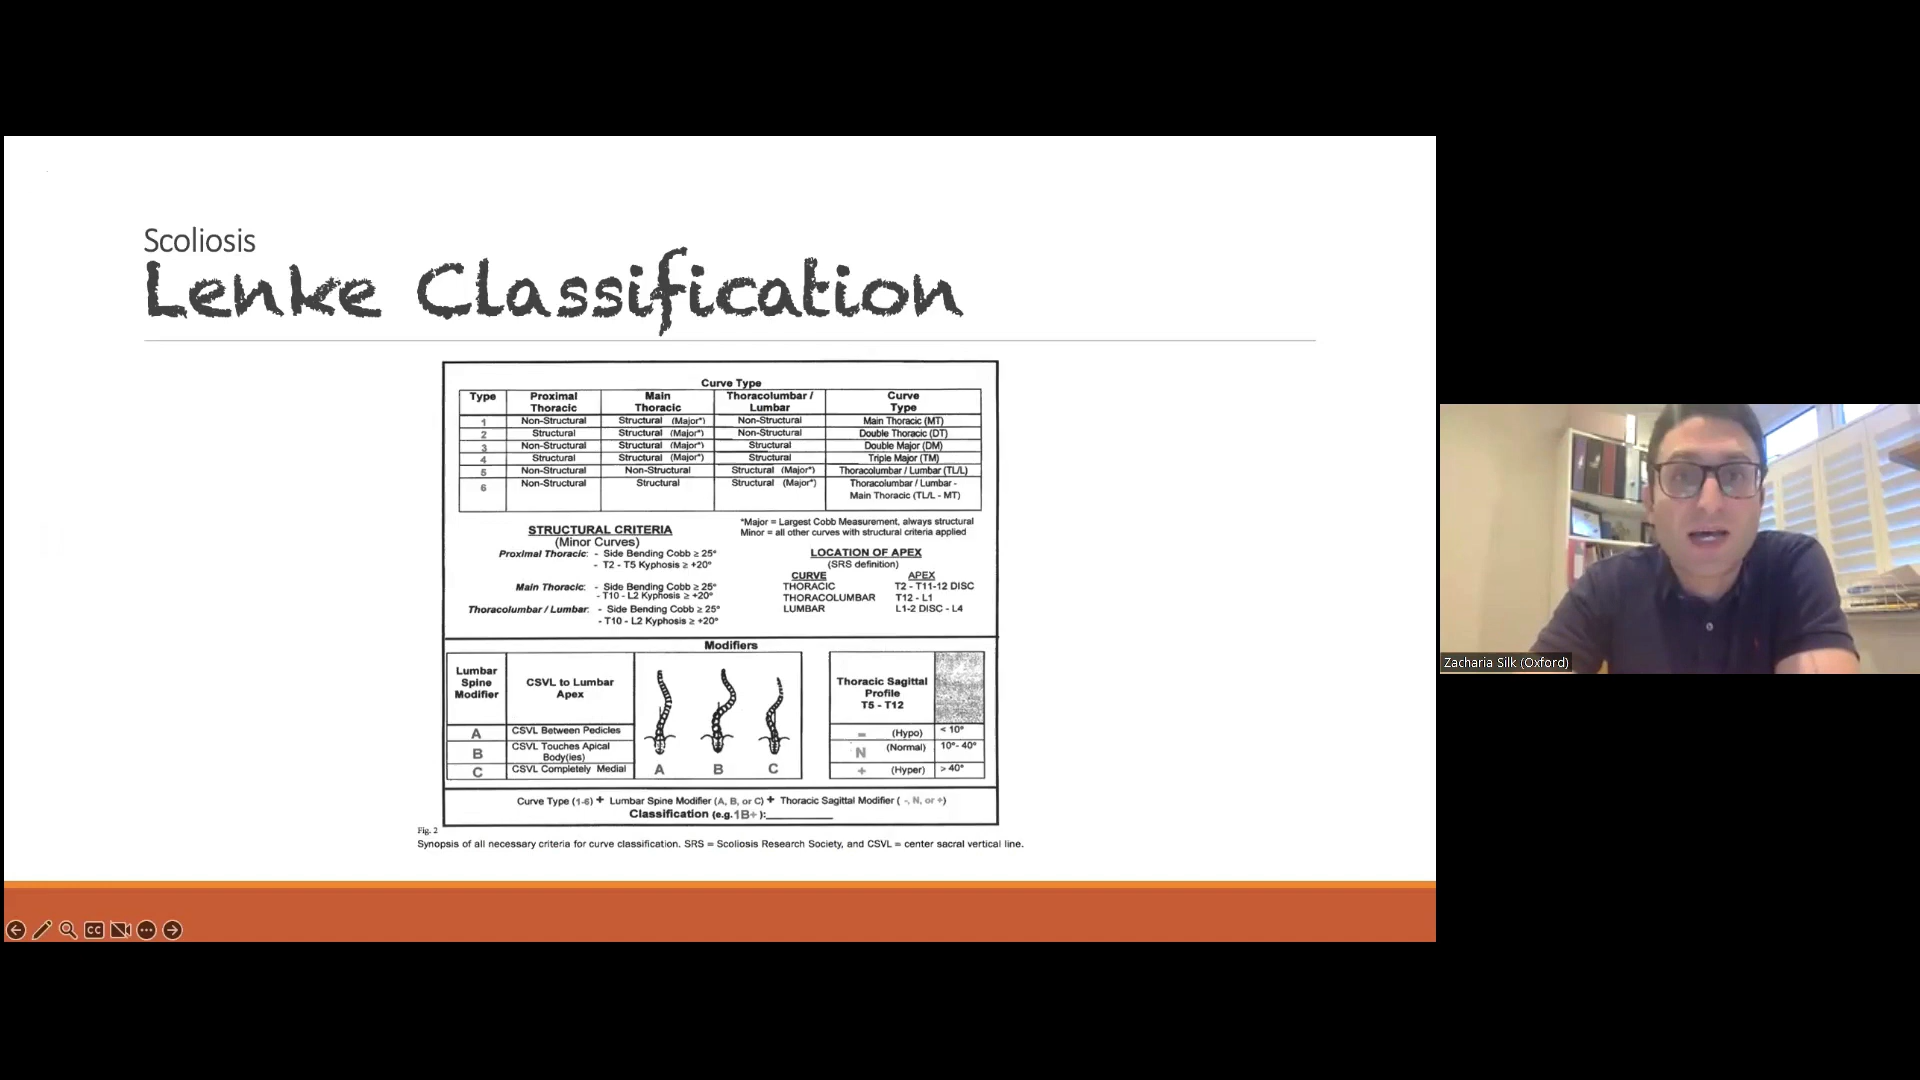 Scoliosis
Lenke Classification
Curve Type
Type Proximal Thoracic Main Thoracic Thoracolumbar / Lumbar Curve Type
1 Non-Structural Structural (Major*) Non-Structural Main Thoracic (MT)
2 Structural Structural (Major*) Non-Structural Double Thoracic (DT)
3 Non-Structural Structural (Major*) Structural Double Major (DM)
4 Structural Structural (Major*) Structural Triple Major (TM)
5 Non-Structural Non-Structural Structural (Major*) Thoracolumbar / Lumbar (TL/L)
6 Non-Structural Structural Structural (Major*) Thoracolumbar / Lumbar -
Main Thoracic (TL/L - MT)
STRUCTURAL CRITERIA
(Minor Curves)
Proximal Thoracic: - Side Bending Cobb ≥ 25°
- T2 - T5 Kyphosis ≥ +20°
Main Thoracic: - Side Bending Cobb ≥ 25°
- T10 - L2 Kyphosis ≥ +20°
Thoracolumbar / Lumbar: - Side Bending Cobb ≥ 25°
- T10 - L2 Kyphosis ≥ +20°
*Major = Largest Cobb Measurement, always structural
Minor = all other curves with structural criteria applied
LOCATION OF APEX
(SRS definition)
CURVE APEX
THORACIC T2 - T11-12 DISC
THORACOLUMBAR T12 - L1
LUMBAR L1-2 DISC - L4
Modifiers
Lumbar Spine Modifier CSVL to Lumbar Apex
A CSVL Between Pedicles
B CSVL Touches Apical Body(ies)
C CSVL Completely Medial
A B C
Thoracic Sagittal
Profile
T5 - T12
- (Hypo) < 10°
N (Normal) 10°- 40°
+ (Hyper) > 40°
Curve Type (1-6) + Lumbar Spine Modifier (A, B, or C) + Thoracic Sagittal Modifier ( -, N, or +)
Classification (e.g. 1B+ ):
Fig. 2
Synopsis of all necessary criteria for curve classification. SRS = Scoliosis Research Society, and CSVL = center sacral vertical line.
CC
Zacharia Silk (Oxford)